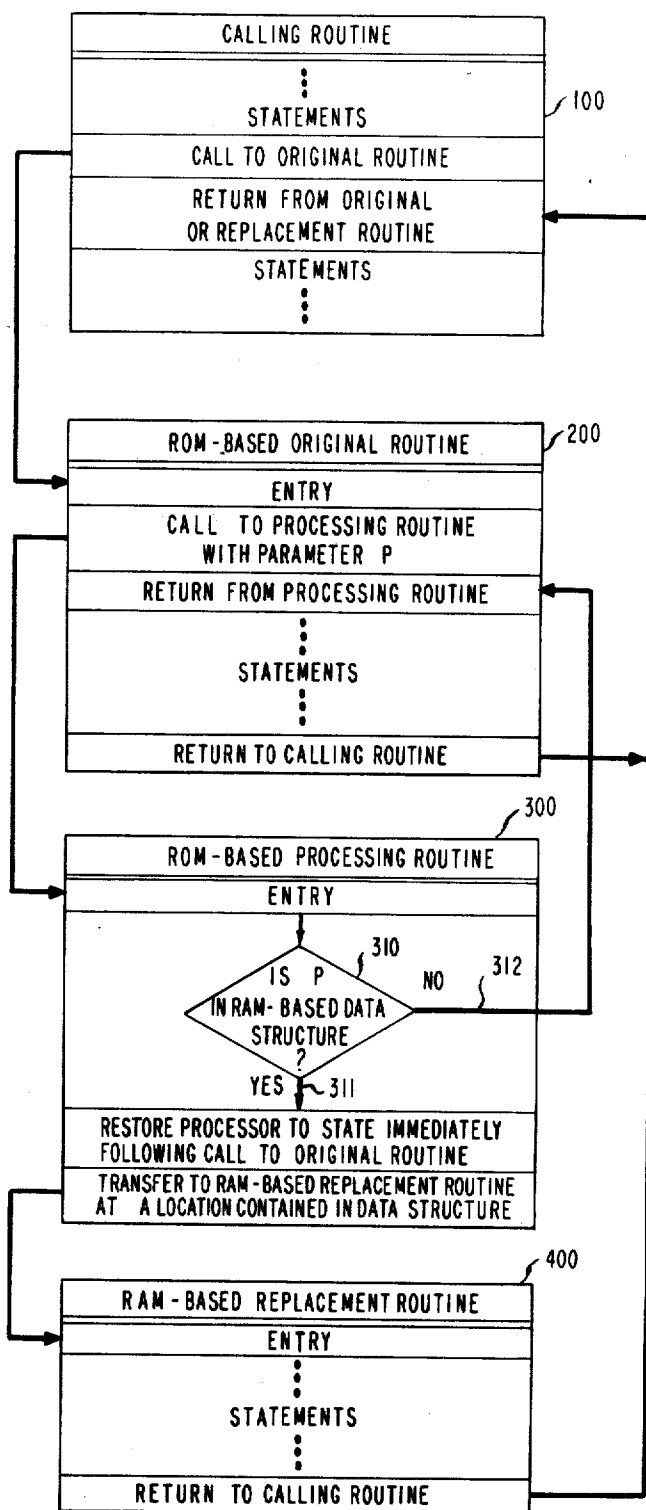 CALLING ROUTINE
STATEMENTS
100
CALL TO ORIGINAL ROUTINE
RETURN FROM ORIGINAL
OR REPLACEMENT ROUTINE
STATEMENTS
ROM-BASED ORIGINAL ROUTINE
200
ENTRY
CALL TO PROCESSING ROUTINE
WITH PARAMETER P
RETURN FROM PROCESSING ROUTINE
STATEMENTS
RETURN TO CALLING ROUTINE
300
ROM-BASED PROCESSING ROUTINE
ENTRY
310
IS P
IN RAM-BASED DATA
STRUCTURE
?
NO
312
YES
311
RESTORE PROCESSOR TO STATE IMMEDIATELY
FOLLOWING CALL TO ORIGINAL ROUTINE
TRANSFER TO RAM-BASED REPLACEMENT ROUTINE
AT A LOCATION CONTAINED IN DATA STRUCTURE
400
RAM-BASED REPLACEMENT ROUTINE
ENTRY
STATEMENTS
RETURN TO CALLING ROUTINE